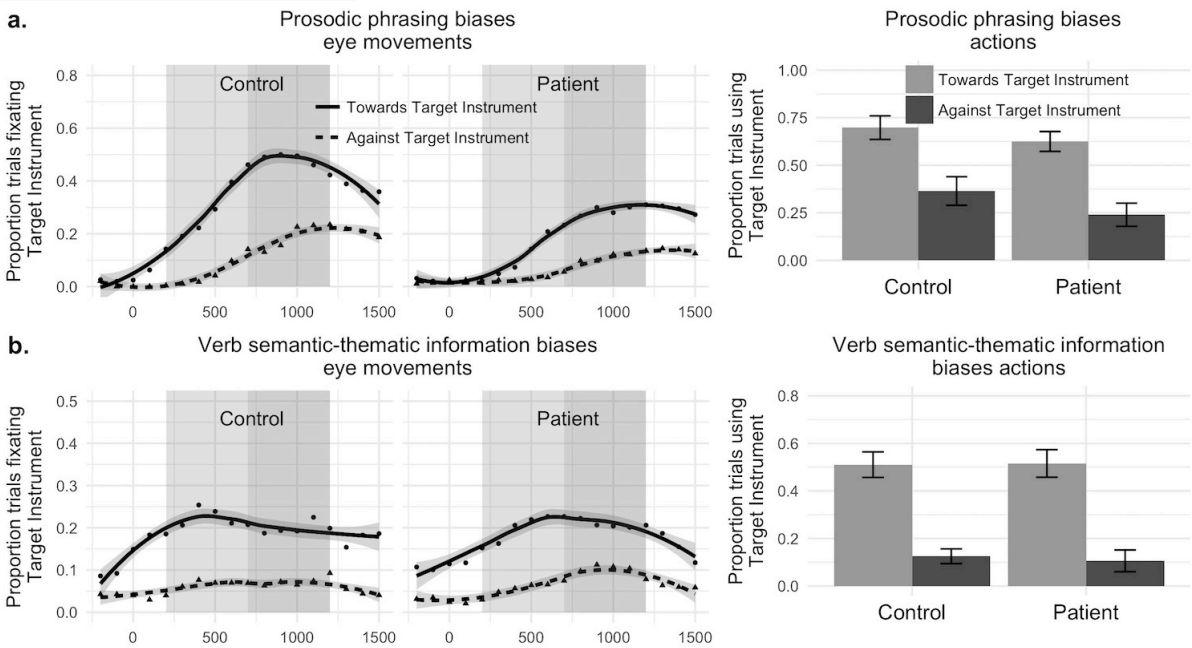 a.
Prosodic phrasing biases
eye movements
Proportion trials fixating
Target Instrument
0.8
0.6
0.4
0.2
0.0
Control
Patient
Towards Target Instrument
Against Target Instrument
0 500 1000 1500
0 500 1000 1500
Prosodic phrasing biases
actions
Proportion trials using
Target Instrument
1.00
0.75
0.50
0.25
0.00
Towards Target Instrument
Against Target Instrument
Control Patient
b.
Verb semantic-thematic information biases
eye movements
Proportion trials fixating
Target Instrument
0.5
0.4
0.3
0.2
0.1
0.0
Control
Patient
0 500 1000 1500
0 500 1000 1500
Verb semantic-thematic information
biases actions
Proportion trials using
Target Instrument
0.8
0.6
0.4
0.2
0.0
Control Patient